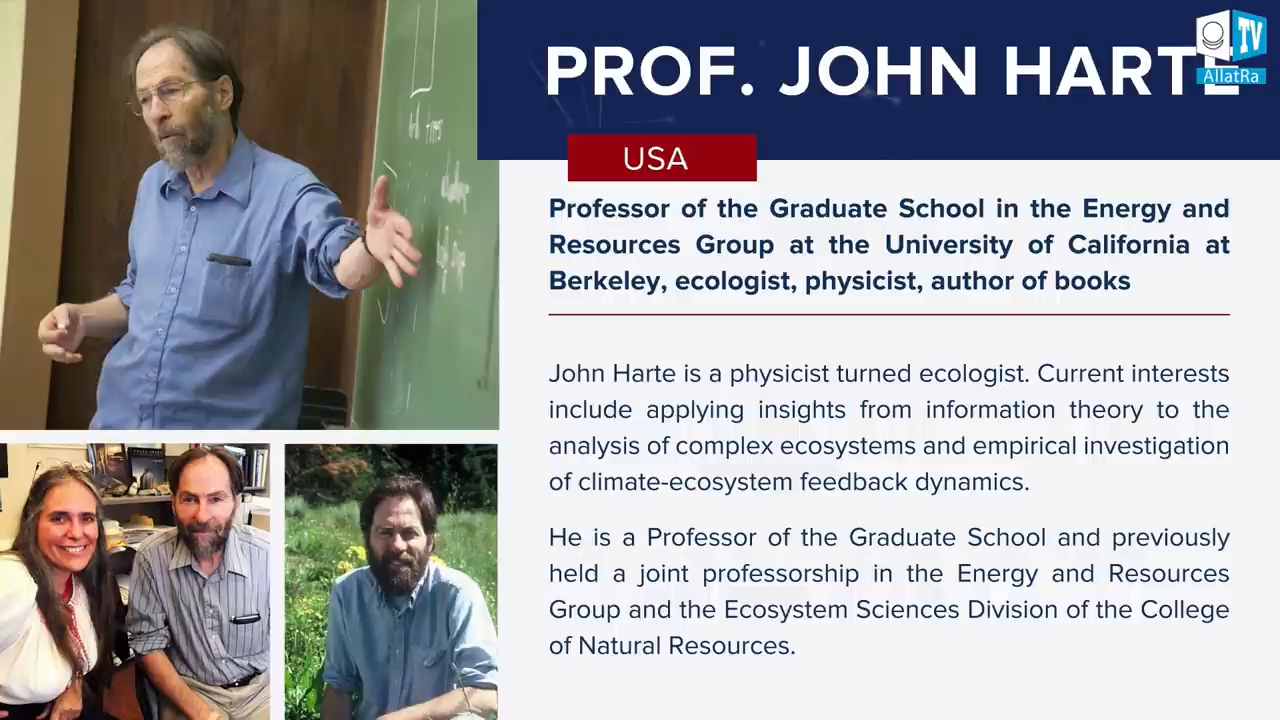 PROF. JOHN HARTE
TV
AllatRa
USA
Professor of the Graduate School in the Energy and
Resources Group at the University of California at
Berkeley, ecologist, physicist, author of books
John Harte is a physicist turned ecologist. Current interests
include applying insights from information theory to the
analysis of complex ecosystems and empirical investigation
of climate-ecosystem feedback dynamics.
He is a Professor of the Graduate School and previously
held a joint professorship in the Energy and Resources
Group and the Ecosystem Sciences Division of the College
of Natural Resources.